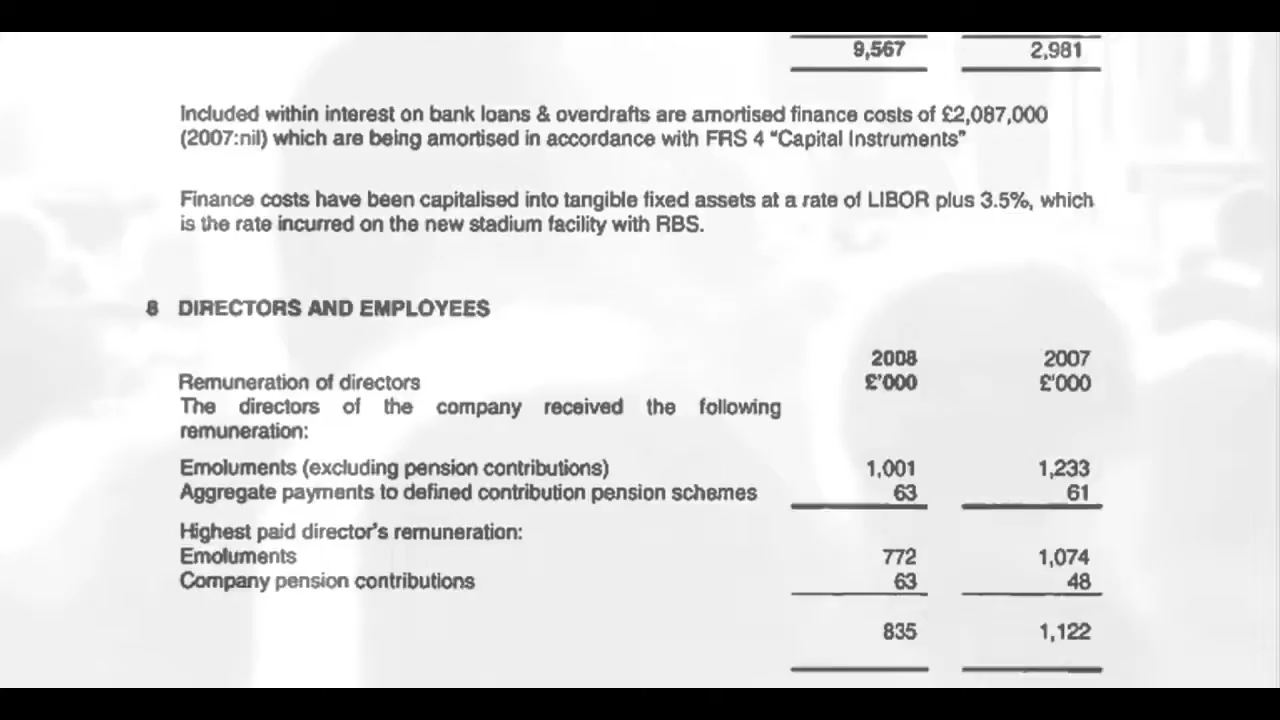 9,567 2,981
Included within interest on bank loans & overdrafts are amortised finance costs of £2,087,000
(2007:nil) which are being amortised in accordance with FRS 4 "Capital Instruments"
Finance costs have been capitalised into tangible fixed assets at a rate of LIBOR plus 3.5%, which
is the rate incurred on the new stadium facility with RBS.
8 DIRECTORS AND EMPLOYEES
2008 2007
Remuneration of directors £'000 £'000
The directors of the company received the following
remuneration:
Emoluments (excluding pension contributions) 1,001 1,233
Aggregate payments to defined contribution pension schemes 63 61
Highest paid director's remuneration:
Emoluments 772 1,074
Company pension contributions 63 48
835 1,122